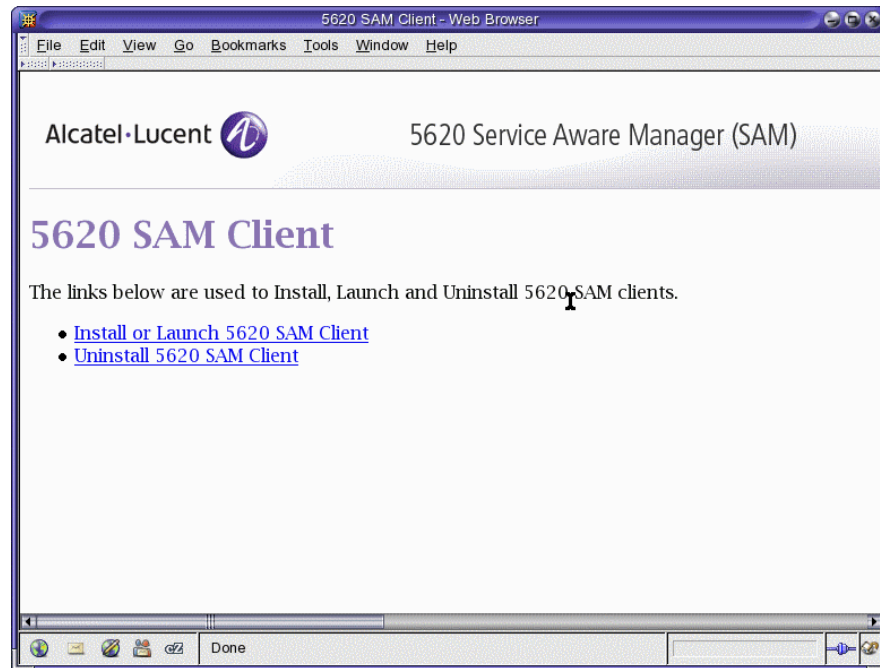 5620 SAM Client - Web Browser
File Edit View Go Bookmarks Tools Window Help
Alcatel·Lucent
5620 Service Aware Manager (SAM)
5620 SAM Client
The links below are used to Install, Launch and Uninstall 5620 SAM clients.
Install or Launch 5620 SAM Client
Uninstall 5620 SAM Client
Done